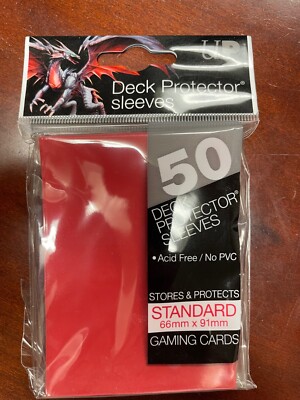 UP
Deck Protector®
sleeves
50
DECK
PROTECTOR®
SLEEVES
• Acid Free / No PVC
STORES & PROTECTS
STANDARD
66mm x 91mm
GAMING CARDS